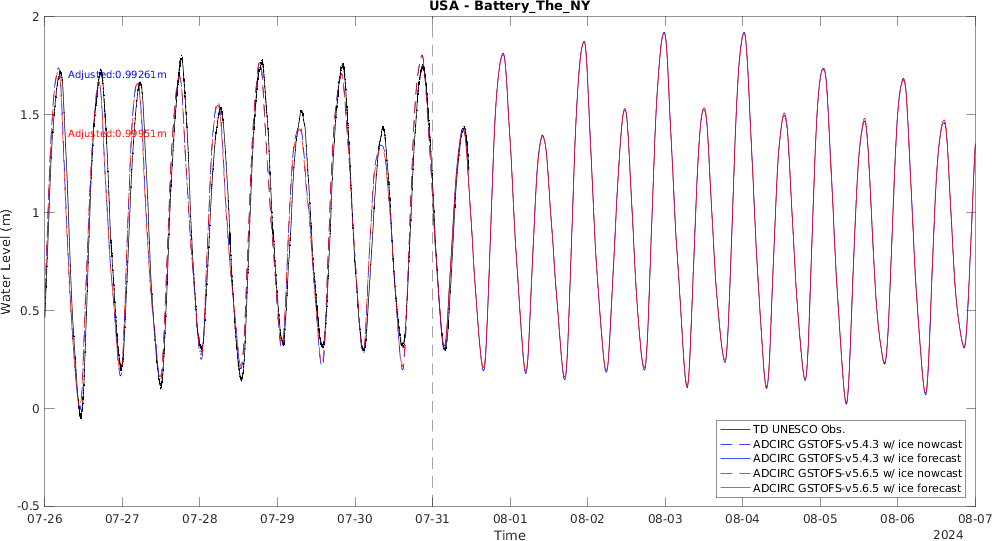 USA - Battery_The_NY
2
1.5
1
0.5
0
-0.5
Water Level (m)
Adjusted:0.99261m
Adjusted:0.99951m
TD UNESCO Obs.
ADCIRC GSTOFS-v5.4.3 w/ ice nowcast
ADCIRC GSTOFS-v5.4.3 w/ ice forecast
ADCIRC GSTOFS-v5.6.5 w/ ice nowcast
ADCIRC GSTOFS-v5.6.5 w/ ice forecast
07-26 07-27 07-28 07-29 07-30 07-31 08-01 08-02 08-03 08-04 08-05 08-06 08-07
Time
2024